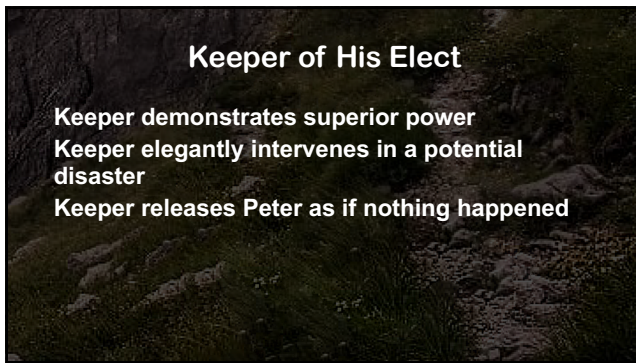 Keeper of His Elect
Keeper demonstrates superior power
Keeper elegantly intervenes in a potential
disaster
Keeper releases Peter as if nothing happened